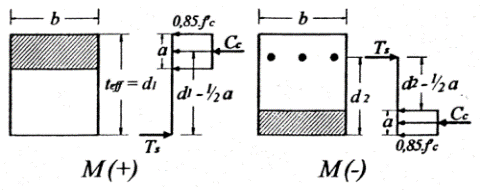 b
0,85.f'c
a
Cc
teff = d1
d1 - ½ a
Ts
M (+)
b
Ts
d2
d2 - ½ a
Cc
a
0,85.f'c
M (-)